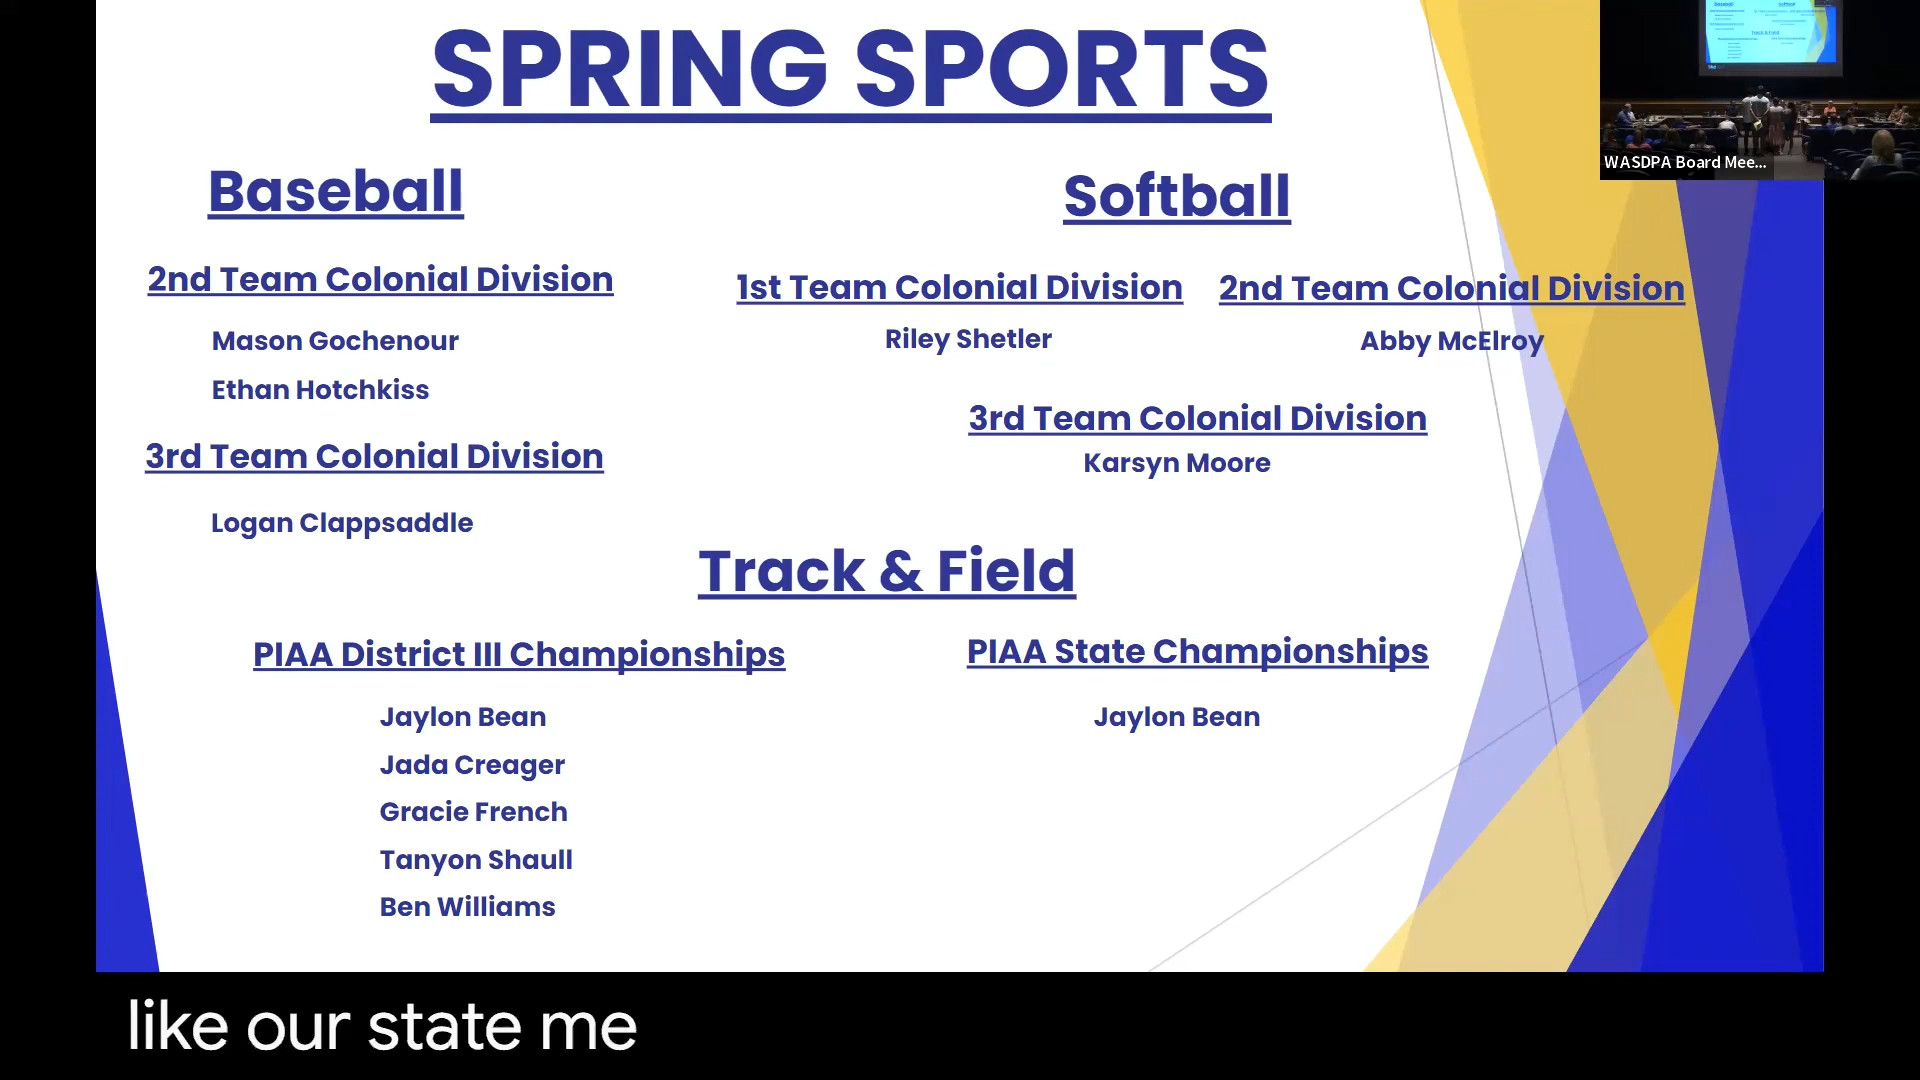 SPRING SPORTS
Baseball
2nd Team Colonial Division
Mason Gochenour
Ethan Hotchkiss
3rd Team Colonial Division
Logan Clappsaddle
Softball
1st Team Colonial Division
Riley Shetler
2nd Team Colonial Division
Abby McElroy
3rd Team Colonial Division
Karsyn Moore
Track & Field
PIAA District III Championships
Jaylon Bean
Jada Creager
Gracie French
Tanyon Shaull
Ben Williams
PIAA State Championships
Jaylon Bean
WASDPA Board Mee...
like our state me